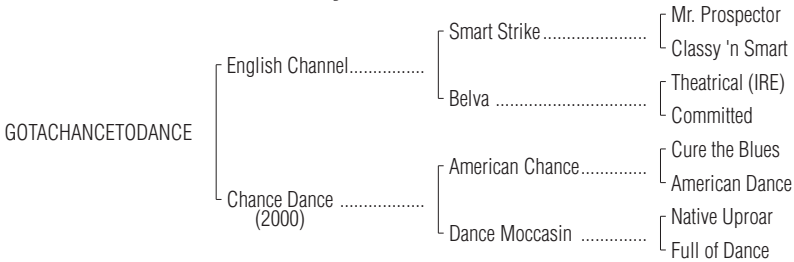 Mr. Prospector
Smart Strike......................
Classy 'n Smart
English Channel................
Theatrical (IRE)
Belva ................................
Committed
GOTACHANCETODANCE
Cure the Blues
American Chance..............
American Dance
Chance Dance ..................
(2000)
Native Uproar
Dance Moccasin ..............
Full of Dance